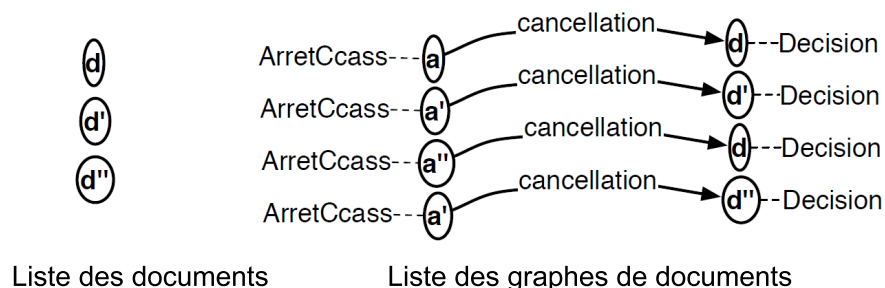 d
d'
d''
ArretCcass a cancellation d Decision
ArretCcass a' cancellation d' Decision
ArretCcass a'' cancellation d Decision
ArretCcass a' cancellation d'' Decision
Liste des documents
Liste des graphes de documents